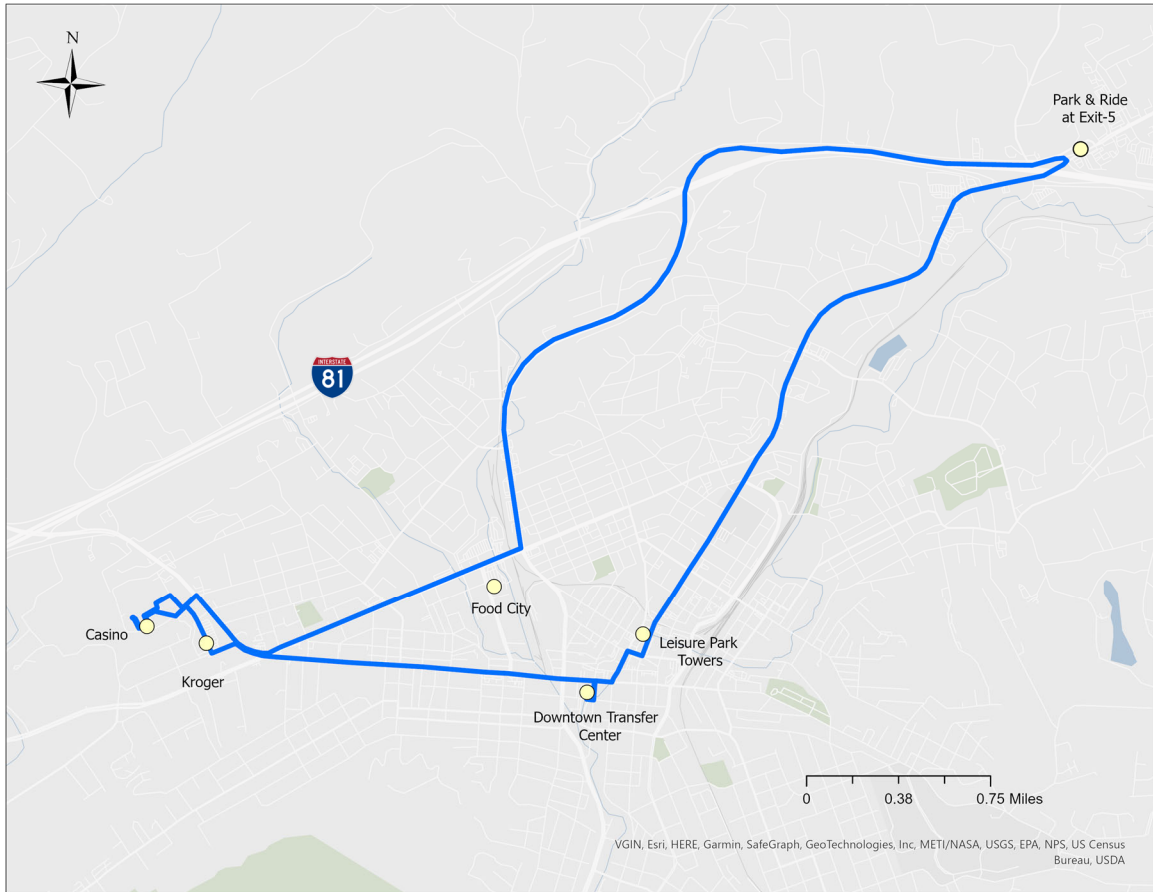 N
Park & Ride
at Exit-5
INTERSTATE
81
Food City
Casino
Kroger
Leisure Park
Towers
Downtown Transfer
Center
0 0.38 0.75 Miles
VGIN, Esri, HERE, Garmin, SafeGraph, GeoTechnologies, Inc, METI/NASA, USGS, EPA, NPS, US Census
Bureau, USDA